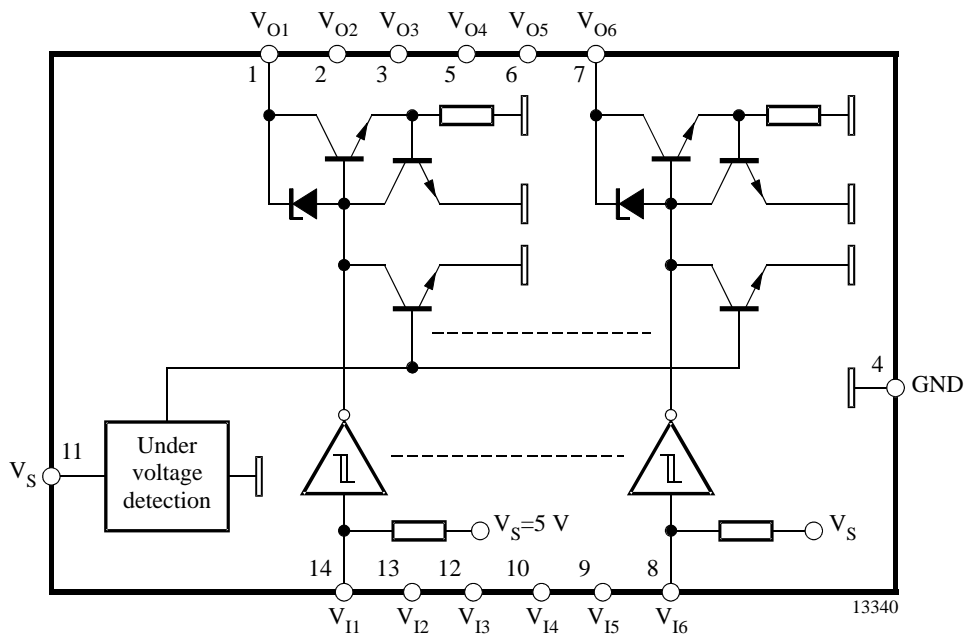 VO1 VO2 VO3 VO4 VO5 VO6
1 2 3 5 6 7
4
GND
11
VS
Under
voltage
detection
VS=5 V
VS
14 13 12 10 9 8
VI1 VI2 VI3 VI4 VI5 VI6
13340